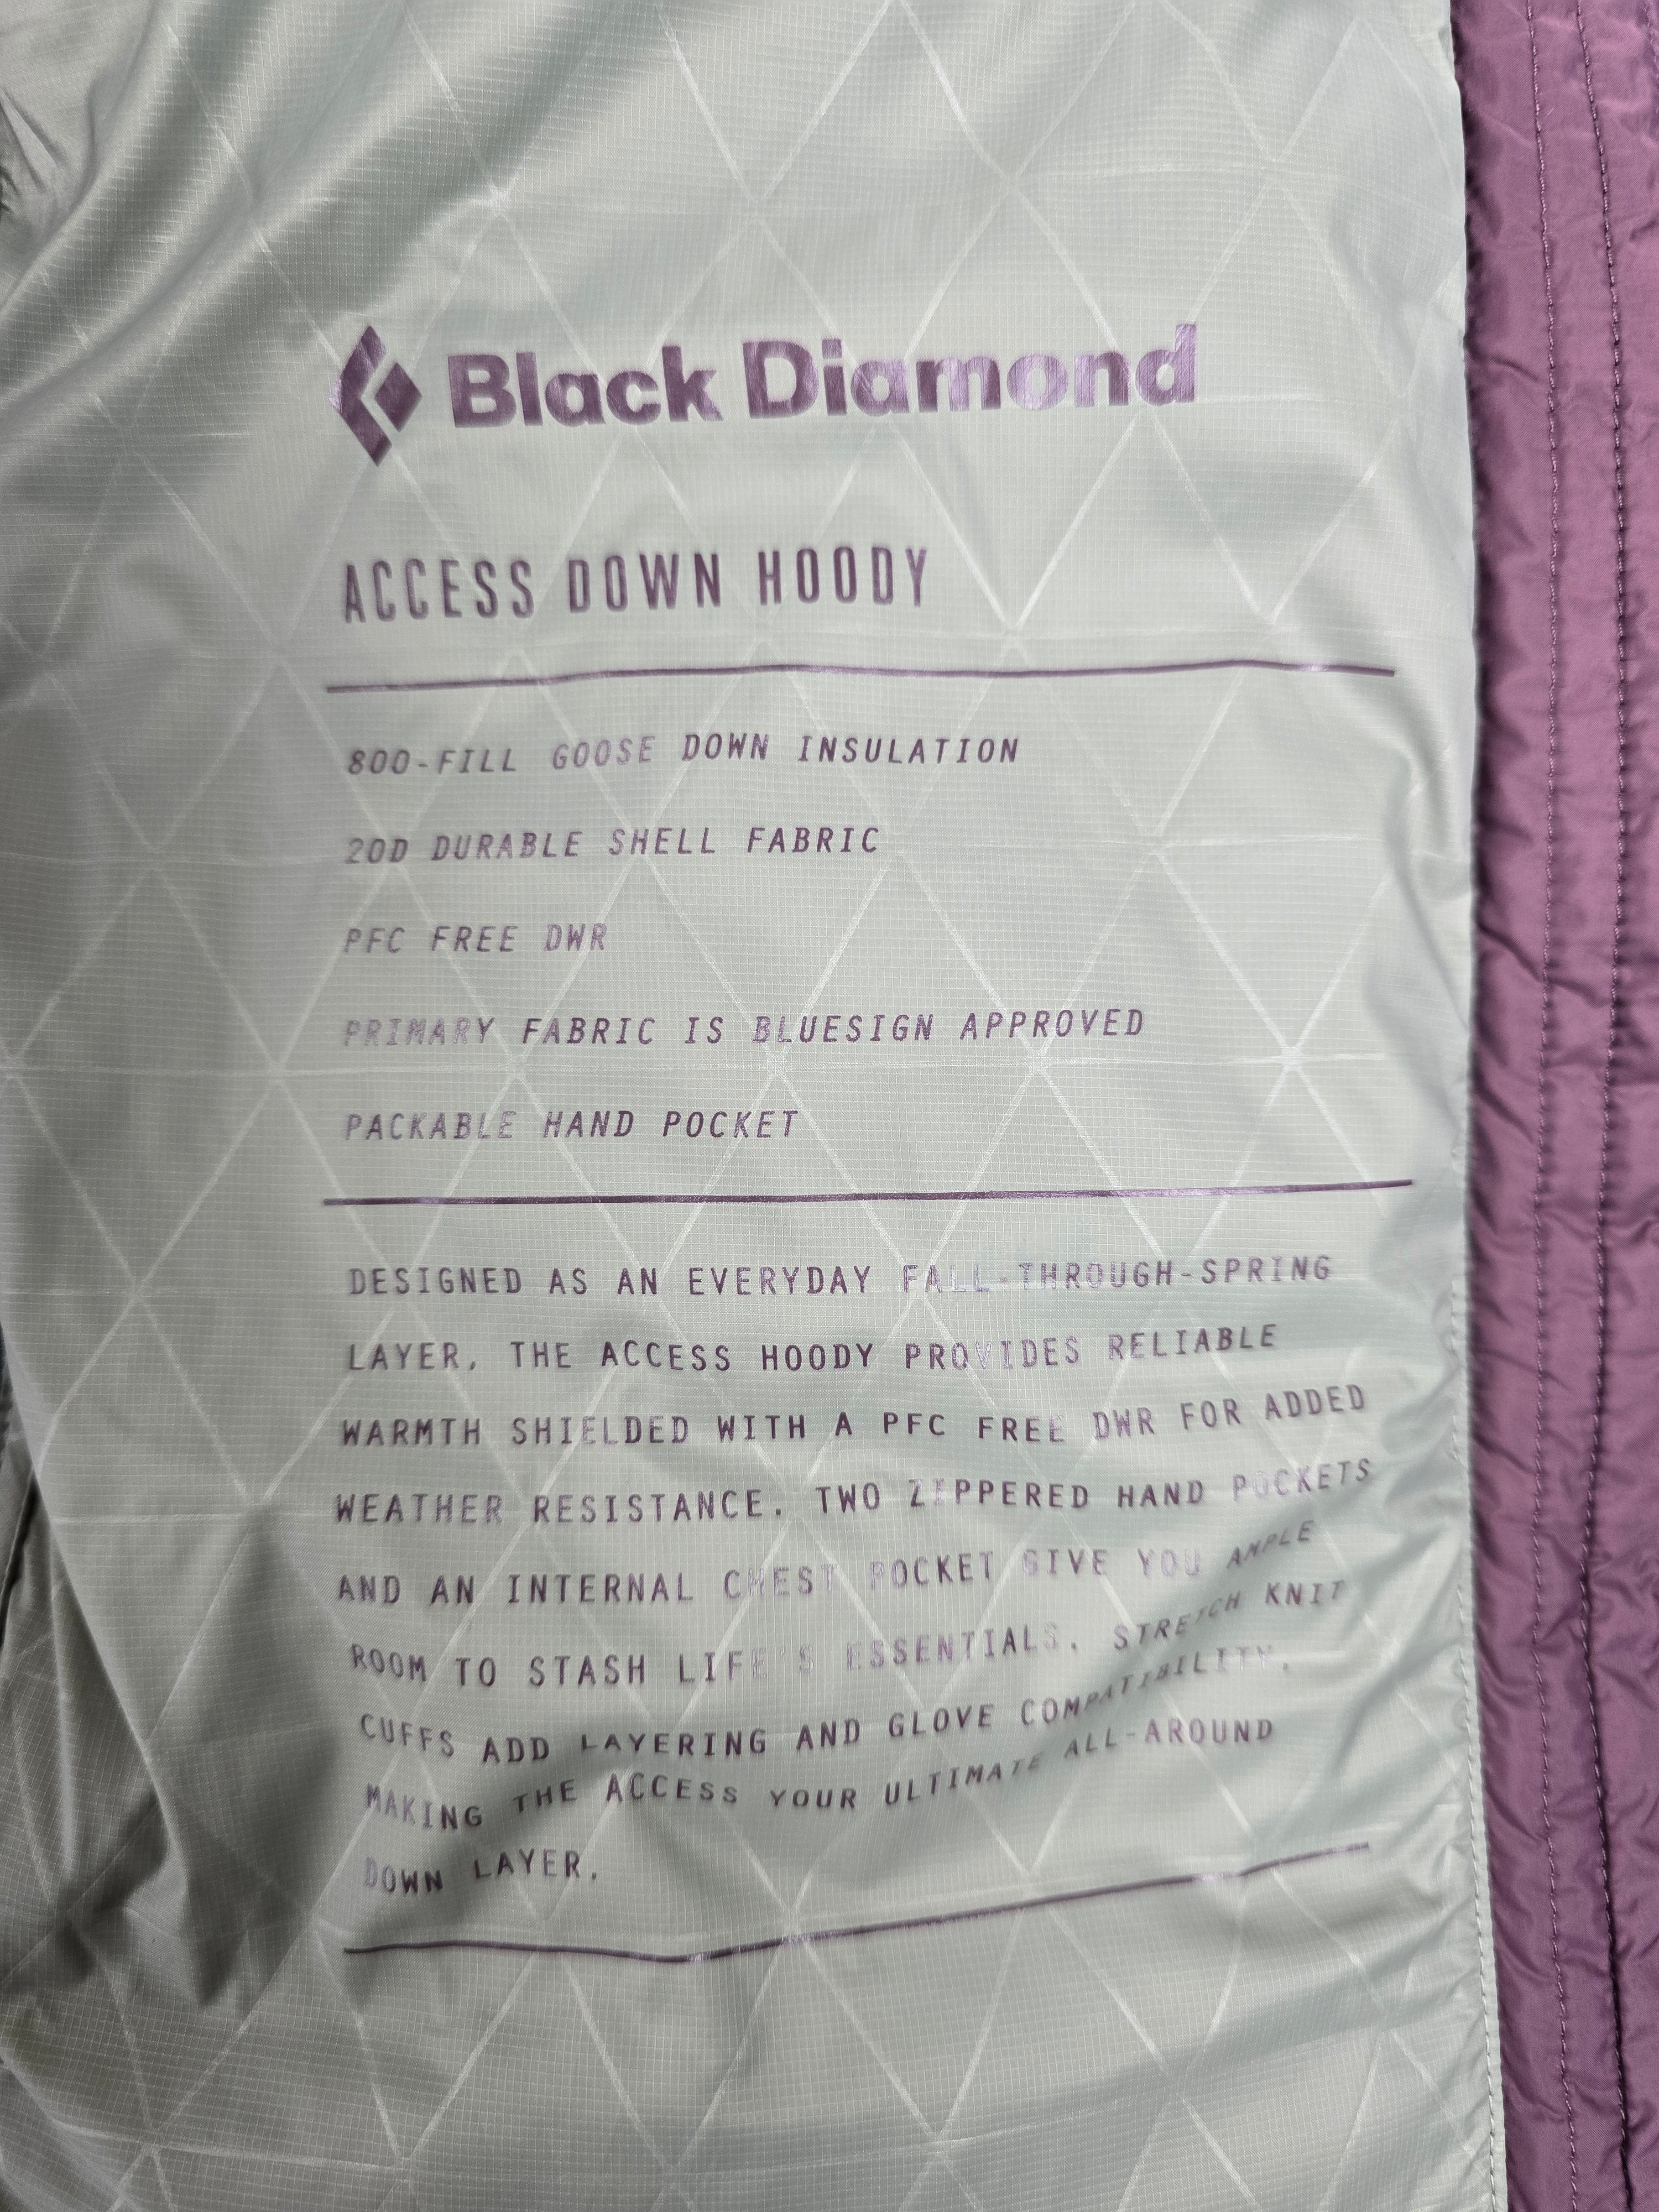 Black Diamond
ACCESS DOWN HOODY
800-FILL GOOSE DOWN INSULATION
20D DURABLE SHELL FABRIC
PFC FREE DWR
PRIMARY FABRIC IS BLUESIGN APPROVED
PACKABLE HAND POCKET
DESIGNED AS AN EVERYDAY FALL-THROUGH-SPRING
LAYER, THE ACCESS HOODY PROVIDES RELIABLE
WARMTH SHIELDED WITH A PFC FREE DWR FOR ADDED
WEATHER RESISTANCE. TWO ZIPPERED HAND POCKETS
AND AN INTERNAL CHEST POCKET GIVE YOU AMPLE
ROOM TO STASH LIFE'S ESSENTIALS. STRETCH KNIT
CUFFS ADD LAYERING AND GLOVE COMPATIBILITY,
MAKING THE ACCESS YOUR ULTIMATE ALL-AROUND
DOWN LAYER.